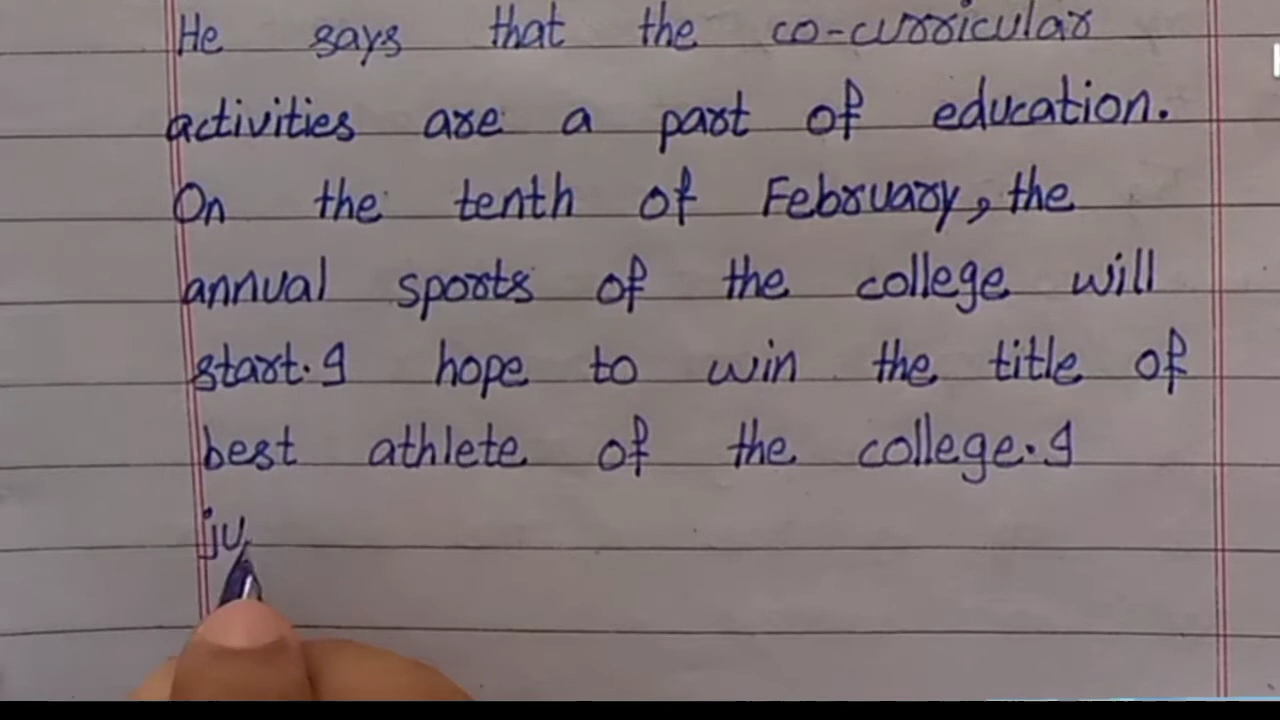 He says that the co-curricular
activities are a part of education.
On the tenth of February, the
annual sports of the college will
start. I hope to win the title of
best athlete of the college. I
ju